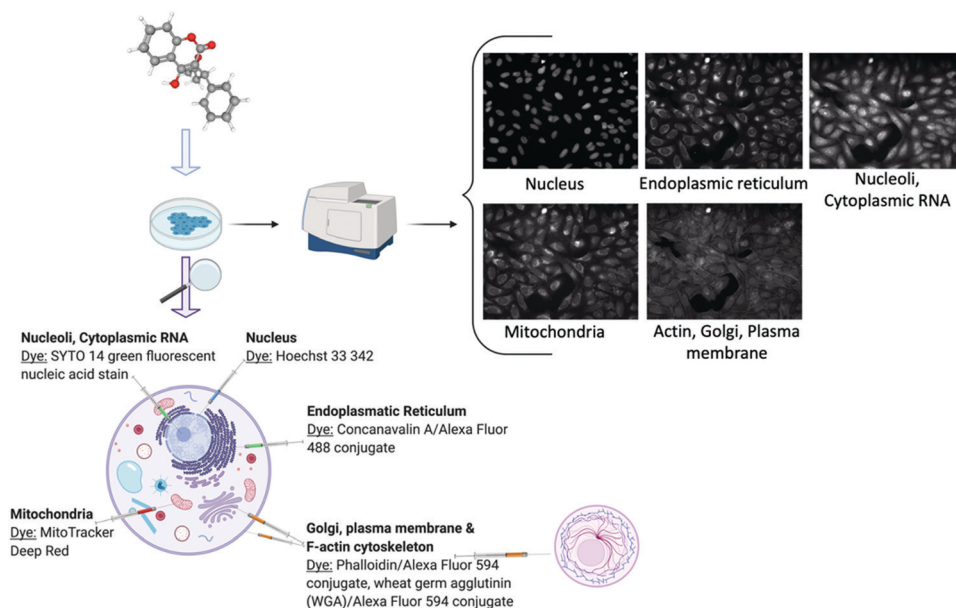 Nucleus
Endoplasmic reticulum
Nucleoli,
Cytoplasmic RNA
Mitochondria
Actin, Golgi, Plasma
membrane
Nucleoli, Cytoplasmic RNA
Dye: SYTO 14 green fluorescent
nucleic acid stain
Nucleus
Dye: Hoechst 33 342
Endoplasmatic Reticulum
Dye: Concanavalin A/Alexa Fluor
488 conjugate
Mitochondria
Dye: MitoTracker
Deep Red
Golgi, plasma membrane &
F-actin cytoskeleton
Dye: Phalloidin/Alexa Fluor 594
conjugate, wheat germ agglutinin
(WGA)/Alexa Fluor 594 conjugate